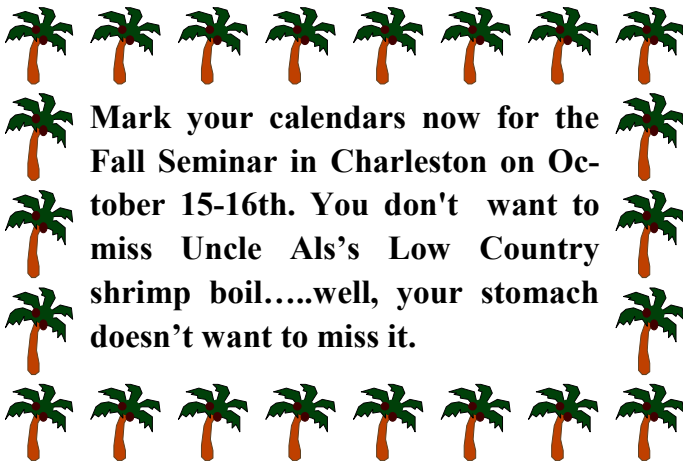 Mark your calendars now for the
Fall Seminar in Charleston on Oc-
tober 15-16th. You don't  want to
miss Uncle Als’s Low Country
shrimp boil…..well, your stomach
doesn’t want to miss it.